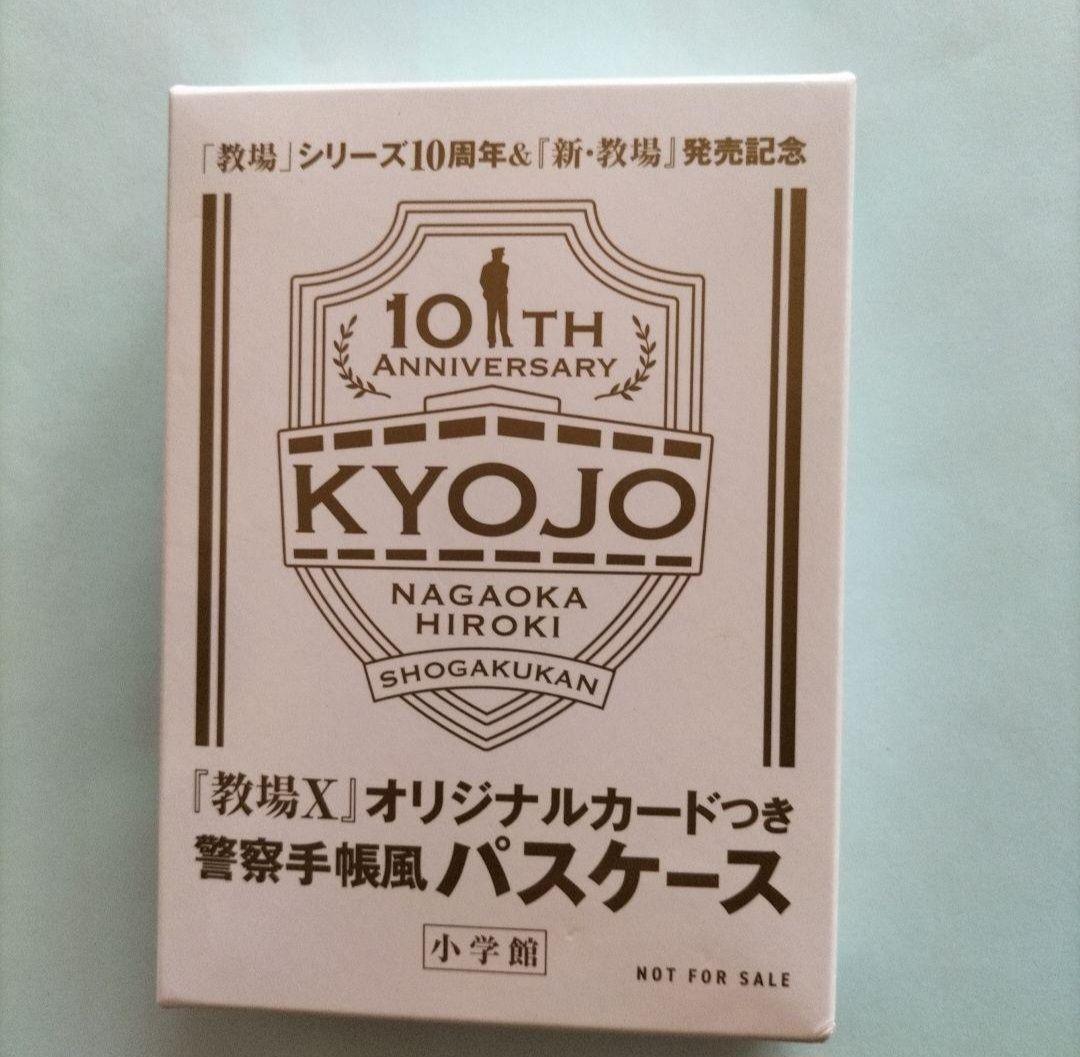 「教場」シリーズ10周年&『新・教場』発売記念
10TH
ANNIVERSARY
KYOJO
NAGAOKA
HIROKI
SHOGAKUKAN
『教場X』オリジナルカードつき
警察手帳風パスケース
小学館
NOT FOR SALE